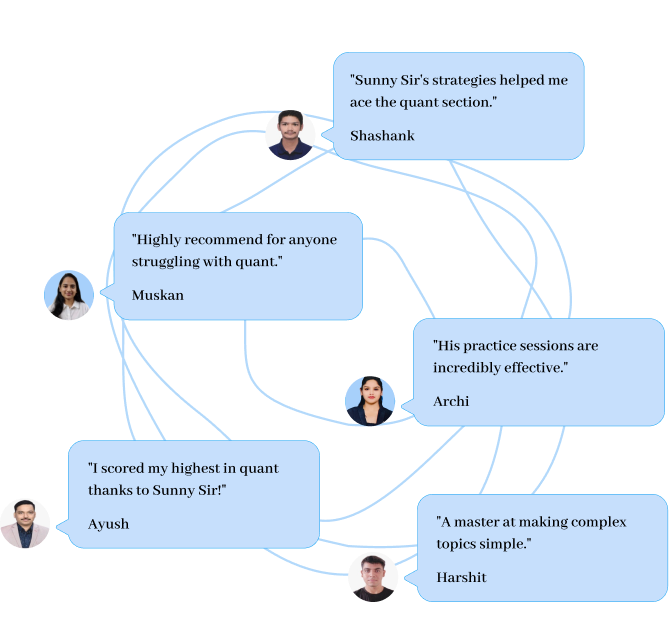 "Sunny Sir's strategies helped me
ace the quant section."
Shashank
"Highly recommend for anyone
struggling with quant."
Muskan
"His practice sessions are
incredibly effective."
Archi
"I scored my highest in quant
thanks to Sunny Sir!"
Ayush
"A master at making complex
topics simple."
Harshit